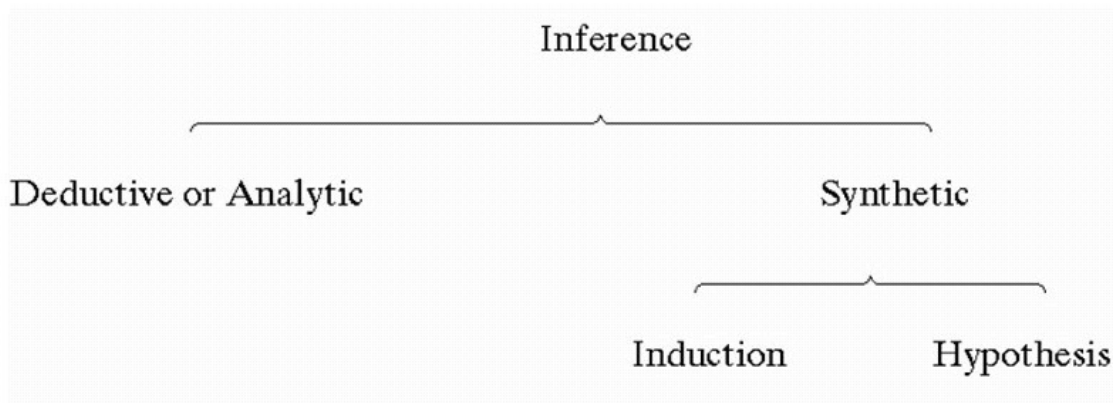 Inference
Deductive or Analytic Synthetic
Induction Hypothesis